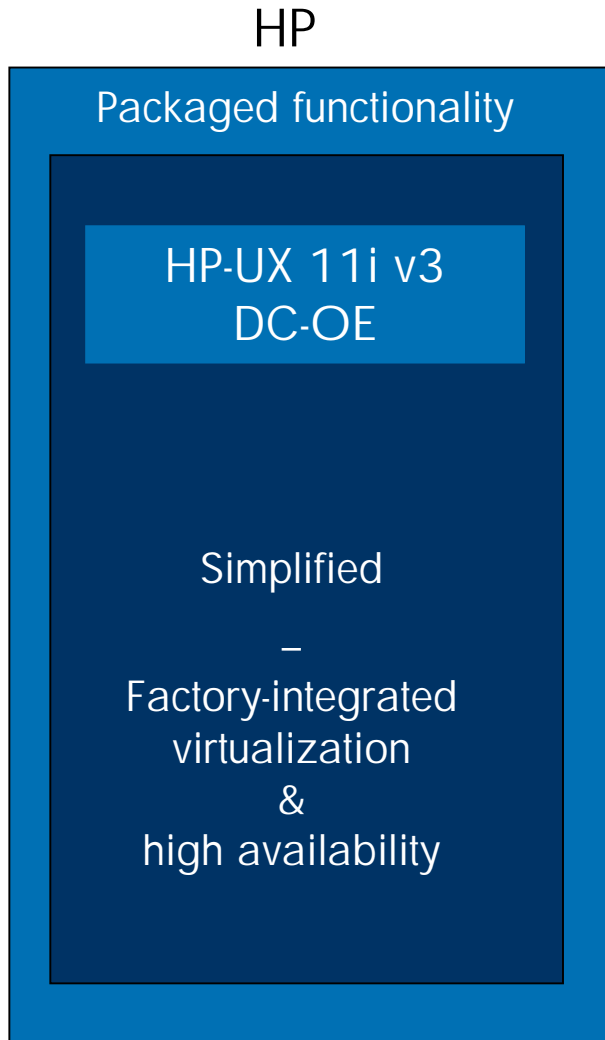 HP
Packaged functionality
HP-UX 11i v3
DC-OE
Simplified
–
Factory-integrated
virtualization
&
high availability